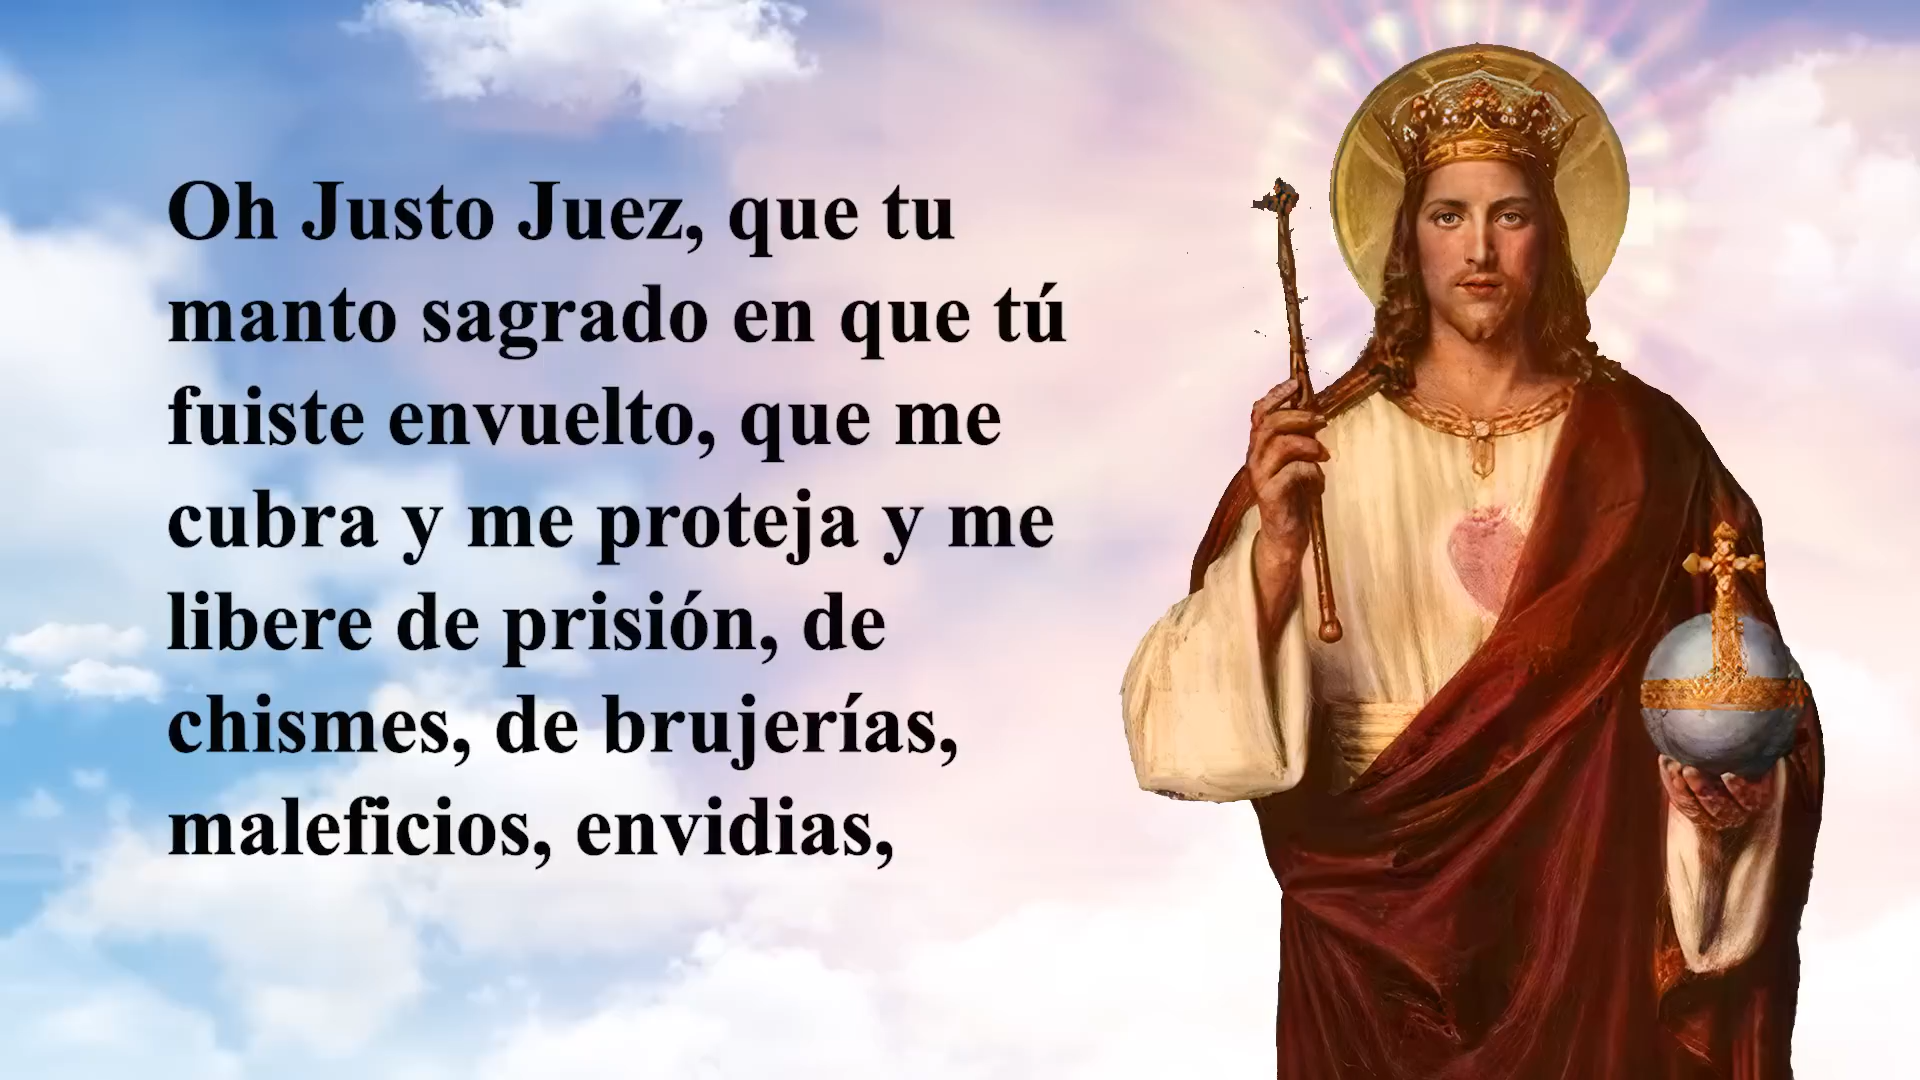 Oh Justo Juez, que tu
manto sagrado en que tú
fuiste envuelto, que me
cubra y me proteja y me
libere de prisión, de
chismes, de brujerías,
maleficios, envidias,